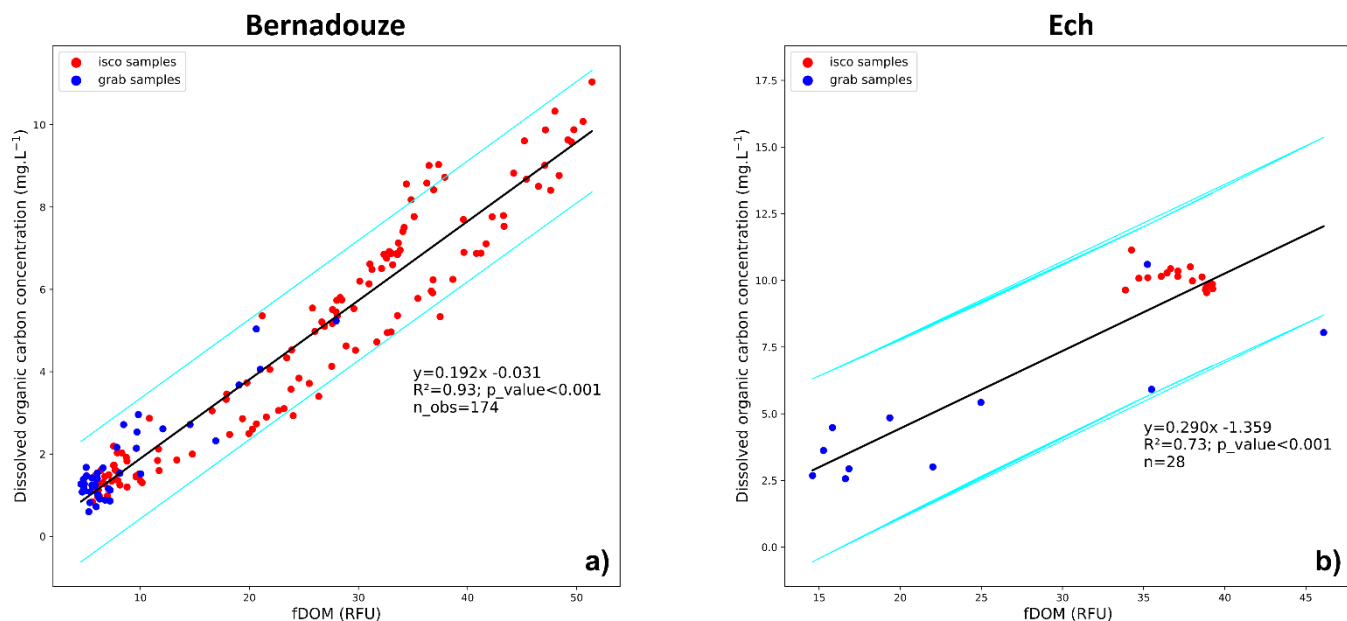 Bernadouze
isco samples
grab samples
Dissolved organic carbon concentration (mg.L⁻¹)
10
8
6
4
2
0
y=0.192x -0.031
R²=0.93; p_value<0.001
n_obs=174
a)
10
20
30
40
50
fDOM (RFU)
Ech
isco samples
grab samples
Dissolved organic carbon concentration (mg.L⁻¹)
17.5
15.0
12.5
10.0
7.5
5.0
2.5
0.0
y=0.290x -1.359
R²=0.73; p_value<0.001
n=28
b)
15
20
25
30
35
40
45
fDOM (RFU)